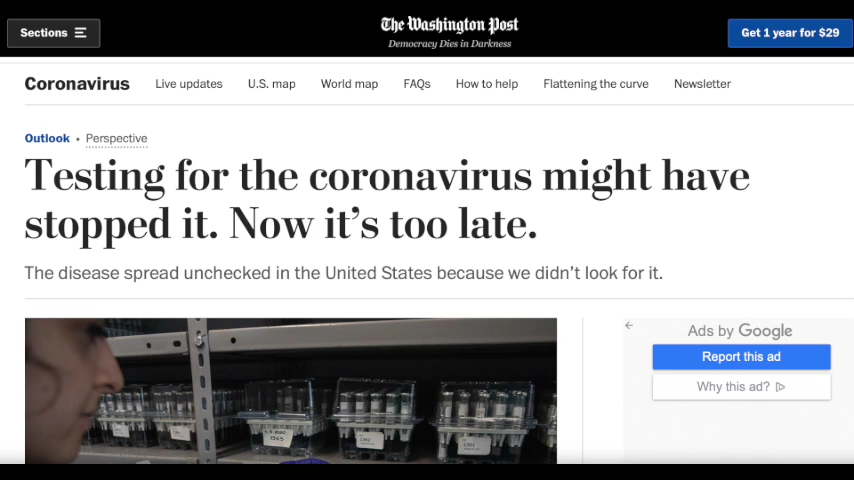 Sections
The Washington Post
Democracy Dies in Darkness
Get 1 year for $29
Coronavirus
Live updates
U.S. map
World map
FAQs
How to help
Flattening the curve
Newsletter
Outlook • Perspective
Testing for the coronavirus might have
stopped it. Now it's too late.
The disease spread unchecked in the United States because we didn't look for it.
Ads by Google
Report this ad
Why this ad?